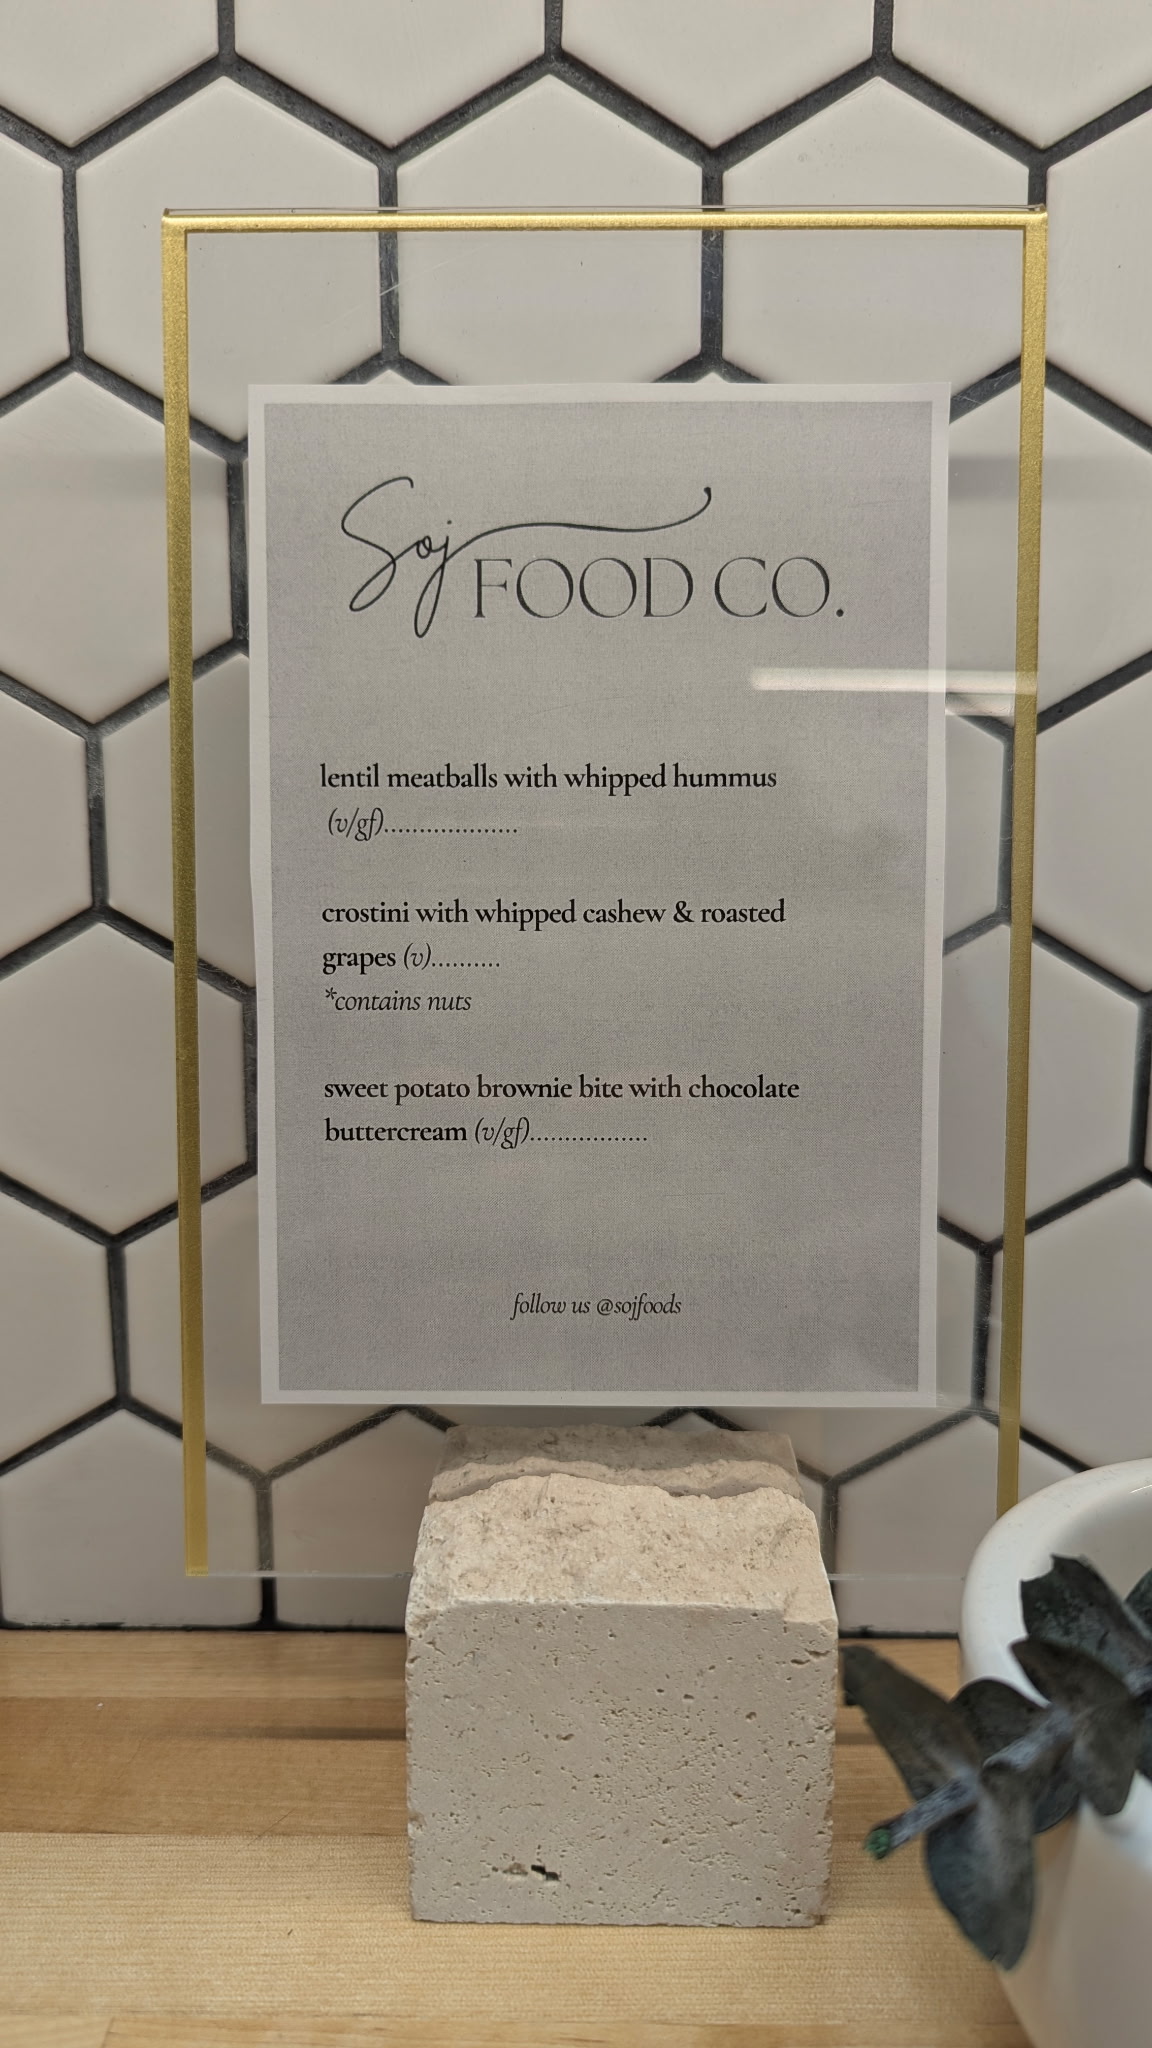 Soj FOOD CO.
lentil meatballs with whipped hummus
(v/gf)...................
crostini with whipped cashew & roasted
grapes (v)..........
*contains nuts
sweet potato brownie bite with chocolate
buttercream (v/gf).................
follow us @sojfoods